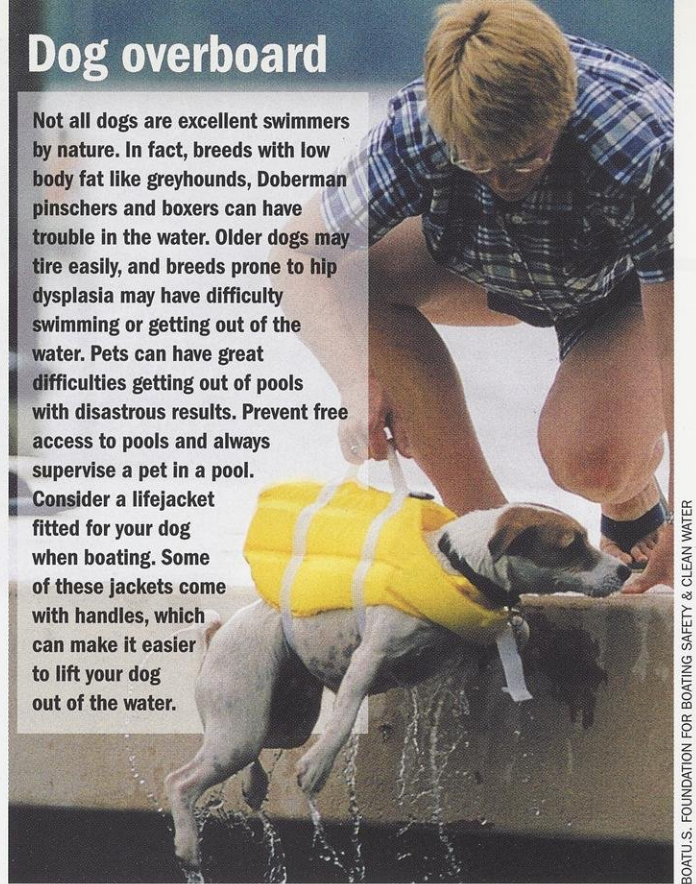 Dog overboard
Not all dogs are excellent swimmers
by nature. In fact, breeds with low
body fat like greyhounds, Doberman
pinschers and boxers can have
trouble in the water. Older dogs may
tire easily, and breeds prone to hip
dysplasia may have difficulty
swimming or getting out of the
water. Pets can have great
difficulties getting out of pools
with disastrous results. Prevent free
access to pools and always
supervise a pet in a pool.
Consider a lifejacket
fitted for your dog
when boating. Some
of these jackets come
with handles, which
can make it easier
to lift your dog
out of the water.
BOATU.S. FOUNDATION FOR BOATING SAFETY & CLEAN WATER